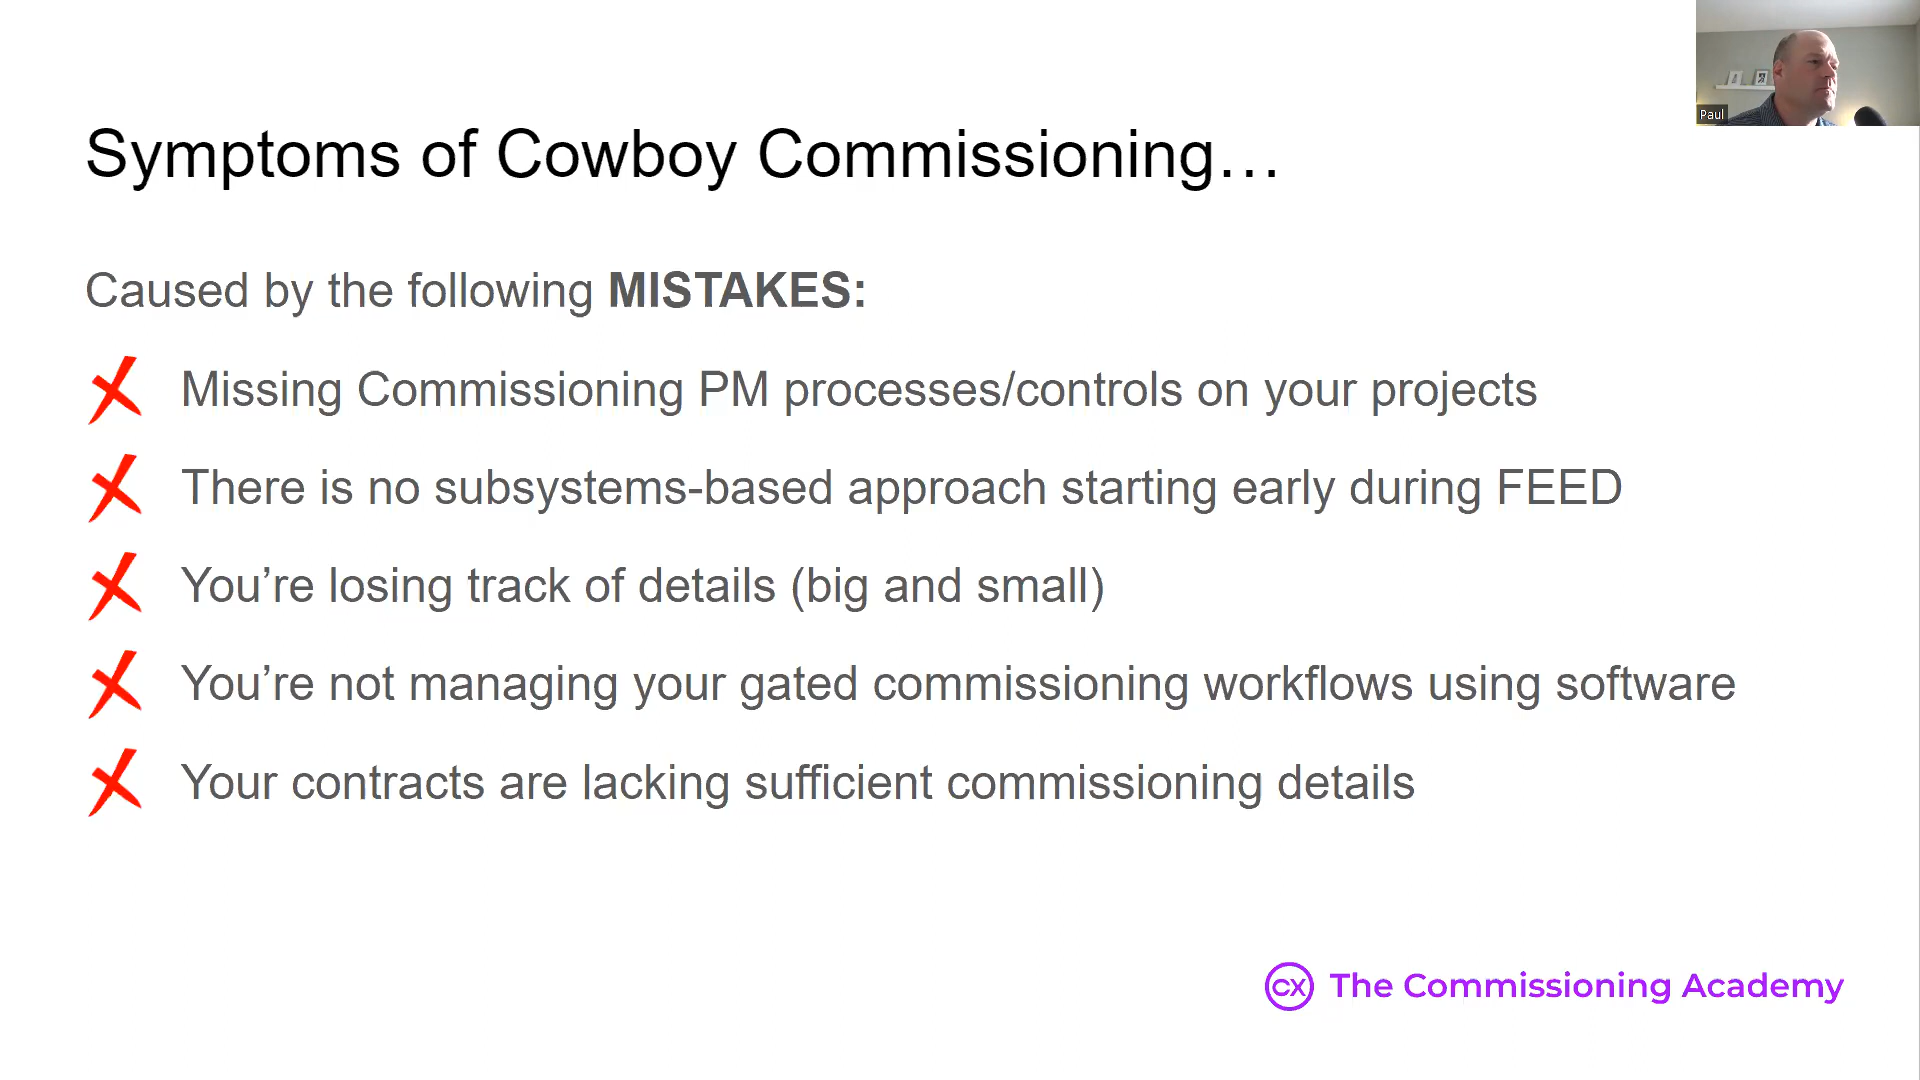 Paul
Symptoms of Cowboy Commissioning…
Caused by the following MISTAKES:
Missing Commissioning PM processes/controls on your projects
There is no subsystems-based approach starting early during FEED
You’re losing track of details (big and small)
You’re not managing your gated commissioning workflows using software
Your contracts are lacking sufficient commissioning details
CX The Commissioning Academy